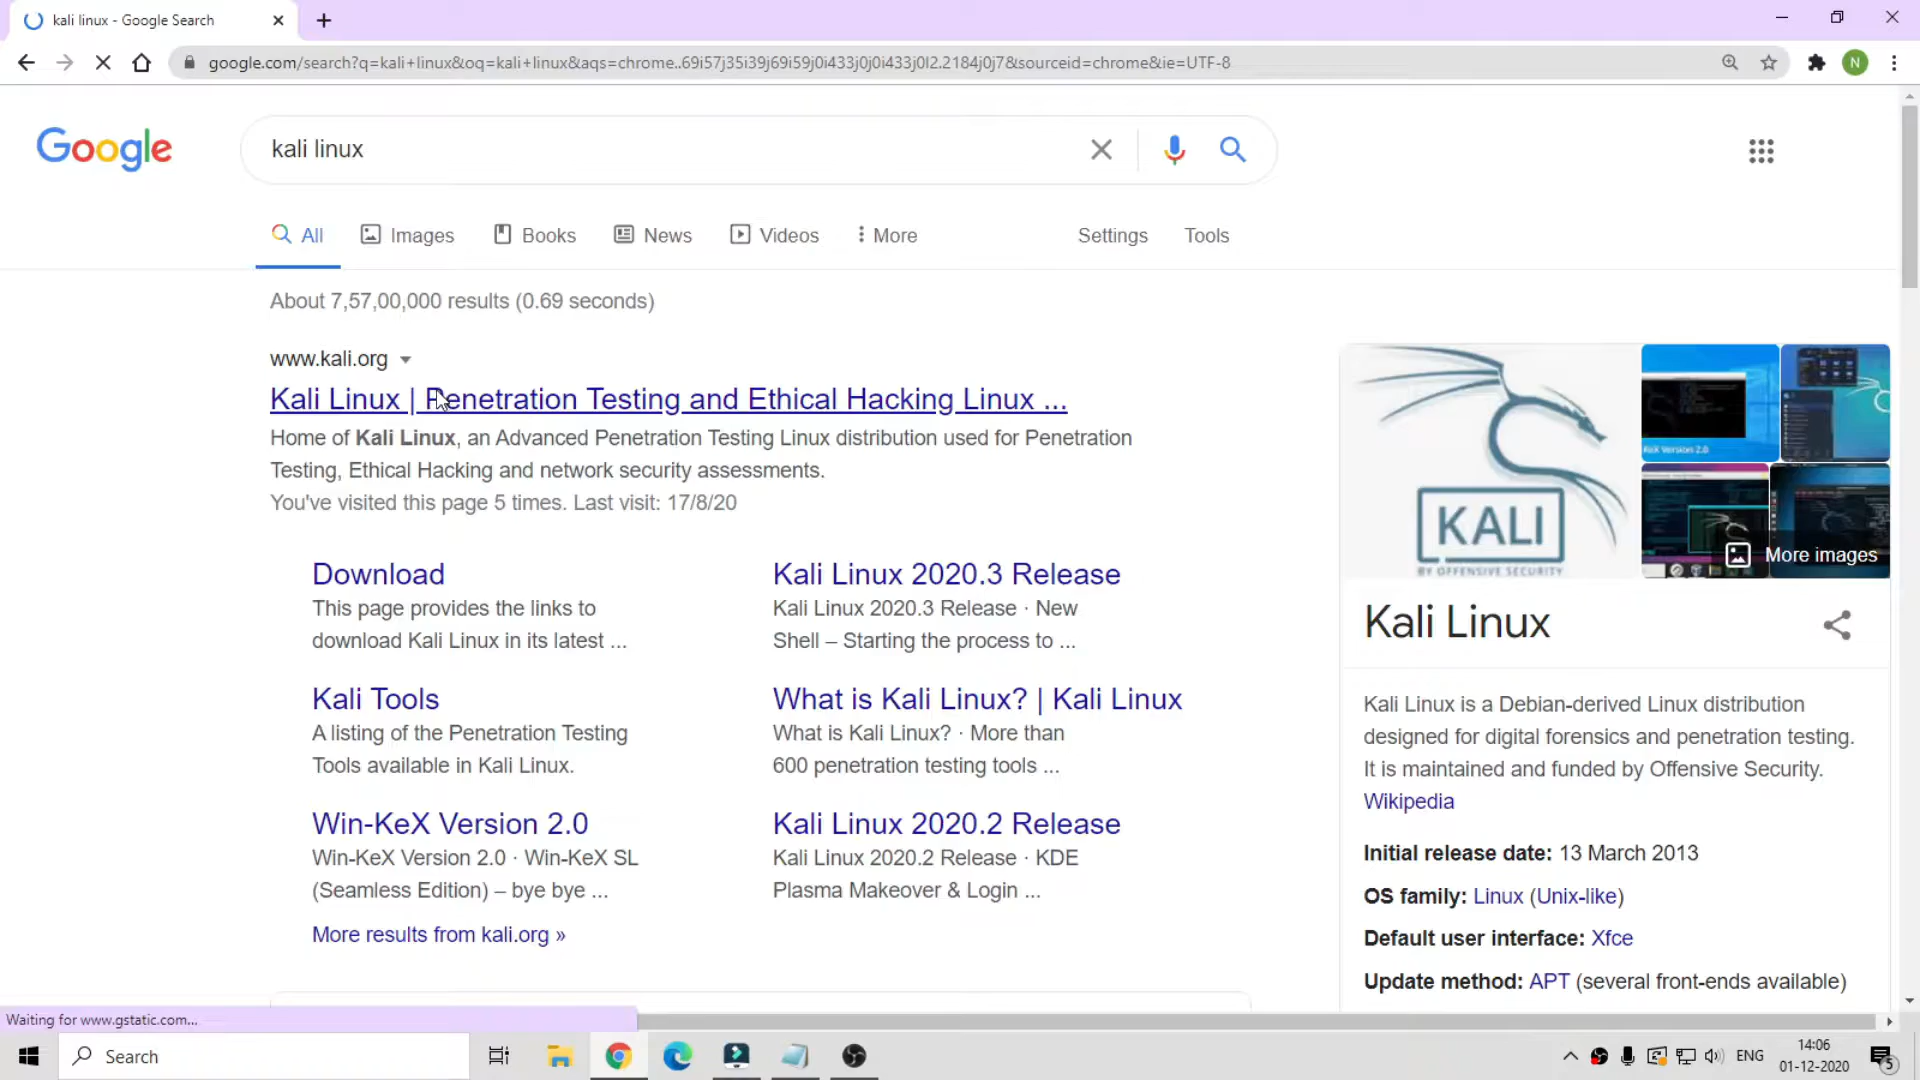 kali linux - Google Search
google.com/search?q=kali+linux&oq=kali+linux&aqs=chrome..69i57j35i39j69i59j0i433j0j0i433j0l2.2184j0j7&sourceid=chrome&ie=UTF-8
N
Google
kali linux
All
Images
Books
News
Videos
More
Settings
Tools
About 7,57,00,000 results (0.69 seconds)
www.kali.org
Kali Linux | Penetration Testing and Ethical Hacking Linux ...
Home of Kali Linux, an Advanced Penetration Testing Linux distribution used for Penetration
Testing, Ethical Hacking and network security assessments.
You've visited this page 5 times. Last visit: 17/8/20
Download
This page provides the links to
download Kali Linux in its latest ...
Kali Linux 2020.3 Release
Kali Linux 2020.3 Release · New
Shell – Starting the process to ...
Kali Tools
A listing of the Penetration Testing
Tools available in Kali Linux.
What is Kali Linux? | Kali Linux
What is Kali Linux? · More than
600 penetration testing tools ...
Win-KeX Version 2.0
Win-KeX Version 2.0 · Win-KeX SL
(Seamless Edition) – bye bye ...
Kali Linux 2020.2 Release
Kali Linux 2020.2 Release · KDE
Plasma Makeover & Login ...
More results from kali.org »
KALI
BY OFFENSIVE SECURITY
More images
Kali Linux
Kali Linux is a Debian-derived Linux distribution
designed for digital forensics and penetration testing.
It is maintained and funded by Offensive Security.
Wikipedia
Initial release date: 13 March 2013
OS family: Linux (Unix-like)
Default user interface: Xfce
Update method: APT (several front-ends available)
Waiting for www.gstatic.com...
Search
ENG
14:06
01-12-2020
5